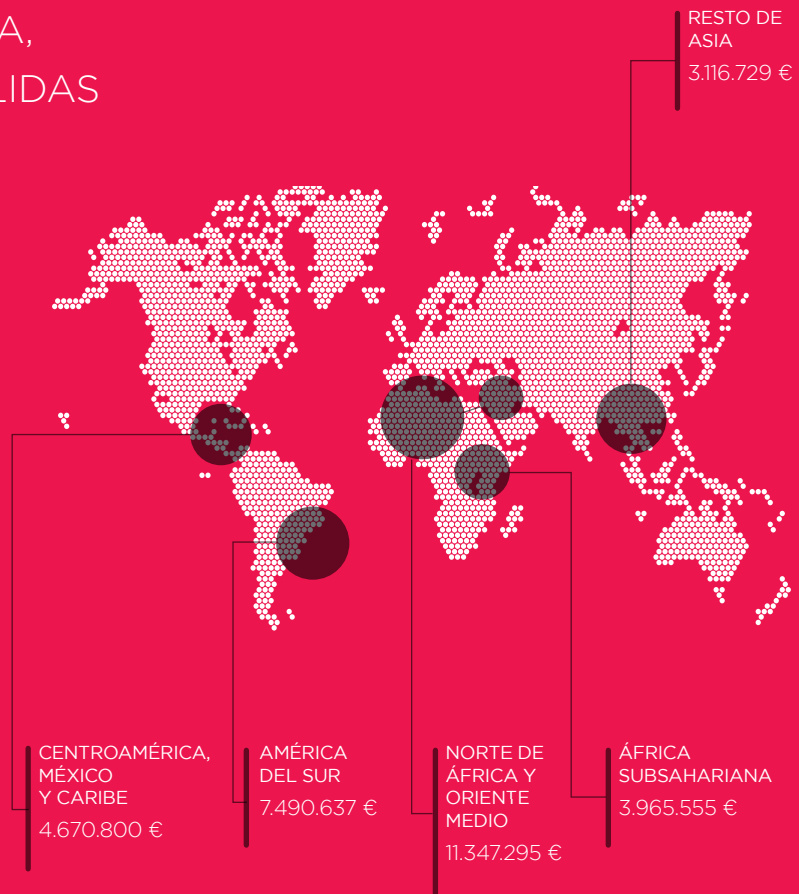 RESTO DE
ASIA
3.116.729 €
CENTROAMÉRICA,
MÉXICO
Y CARIBE
4.670.800 €
AMÉRICA
DEL SUR
7.490.637 €
NORTE DE
ÁFRICA Y
ORIENTE
MEDIO
11.347.295 €
ÁFRICA
SUBSAHARIANA
3.965.555 €